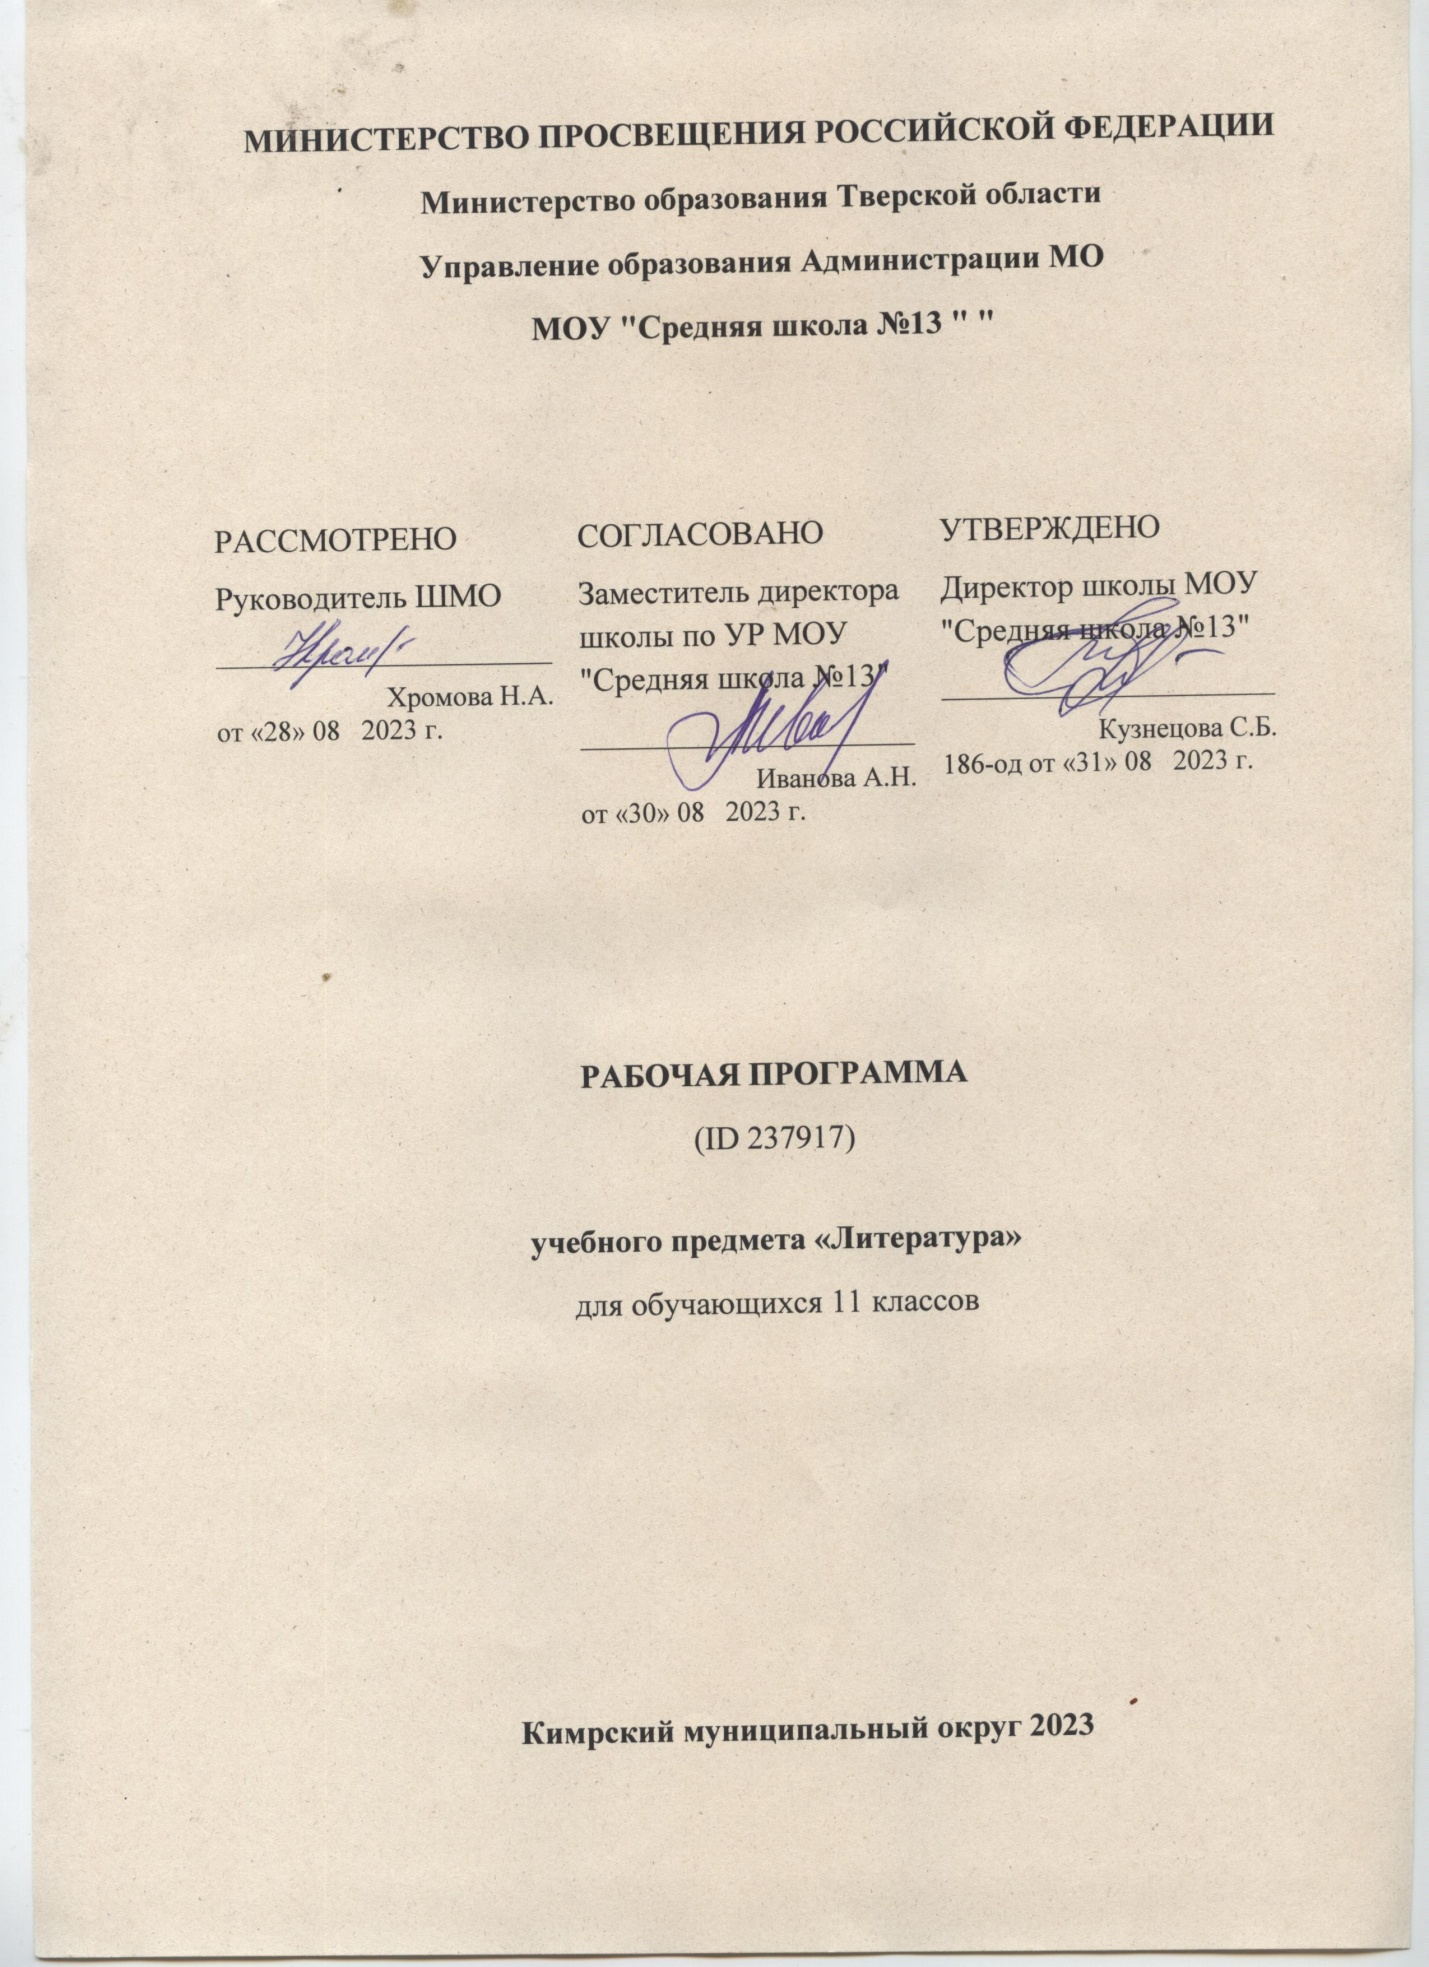 МИНИСТЕРСТВО ПРОСВЕЩЕНИЯ РОССИЙСКОЙ ФЕДЕРАЦИИ
Министерство образования Тверской области
Управление образования Администрации МО
МОУ "Средняя школа №13 " "
РАССМОТРЕНО
Руководитель ШМО
Хромова Н.А.
от «28» 08 2023 г.
СОГЛАСОВАНО
Заместитель директора
школы по УР МОУ
"Средняя школа №13"
Иванова А.Н.
от «30» 08 2023 г.
УТВЕРЖДЕНО
Директор школы МОУ
"Средняя школа №13"
Кузнецова С.Б.
186-од от «31» 08 2023 г.
РАБОЧАЯ ПРОГРАММА
(ID 237917)
учебного предмета «Литература»
для обучающихся 11 классов
Кимрский муниципальный округ 2023